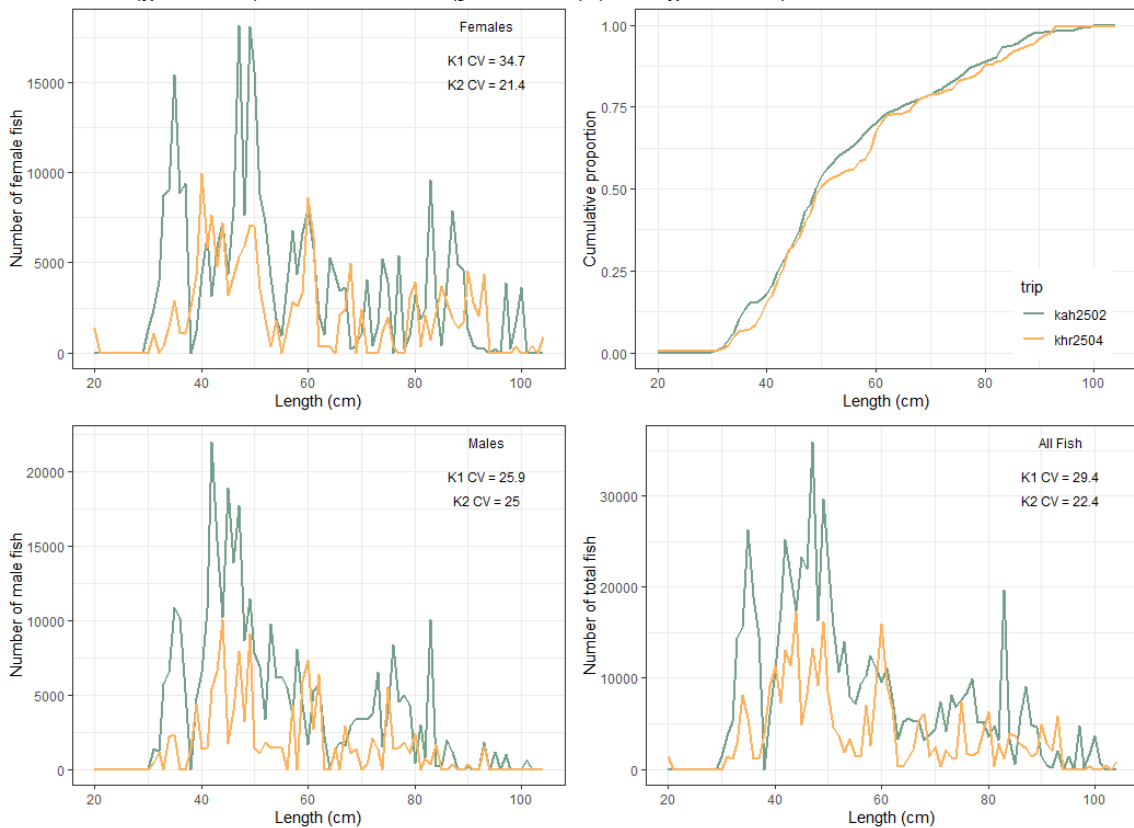 Females
K1 CV = 34.7
K2 CV = 21.4
Number of female fish
15000
10000
5000
0
20
40
60
80
100
Length (cm)
Cumulative proportion
1.00
0.75
0.50
0.25
0.00
trip
kah2502
khr2504
20
40
60
80
100
Length (cm)
Males
K1 CV = 25.9
K2 CV = 25
Number of male fish
20000
15000
10000
5000
0
20
40
60
80
100
Length (cm)
All Fish
K1 CV = 29.4
K2 CV = 22.4
Number of total fish
30000
20000
10000
0
20
40
60
80
100
Length (cm)